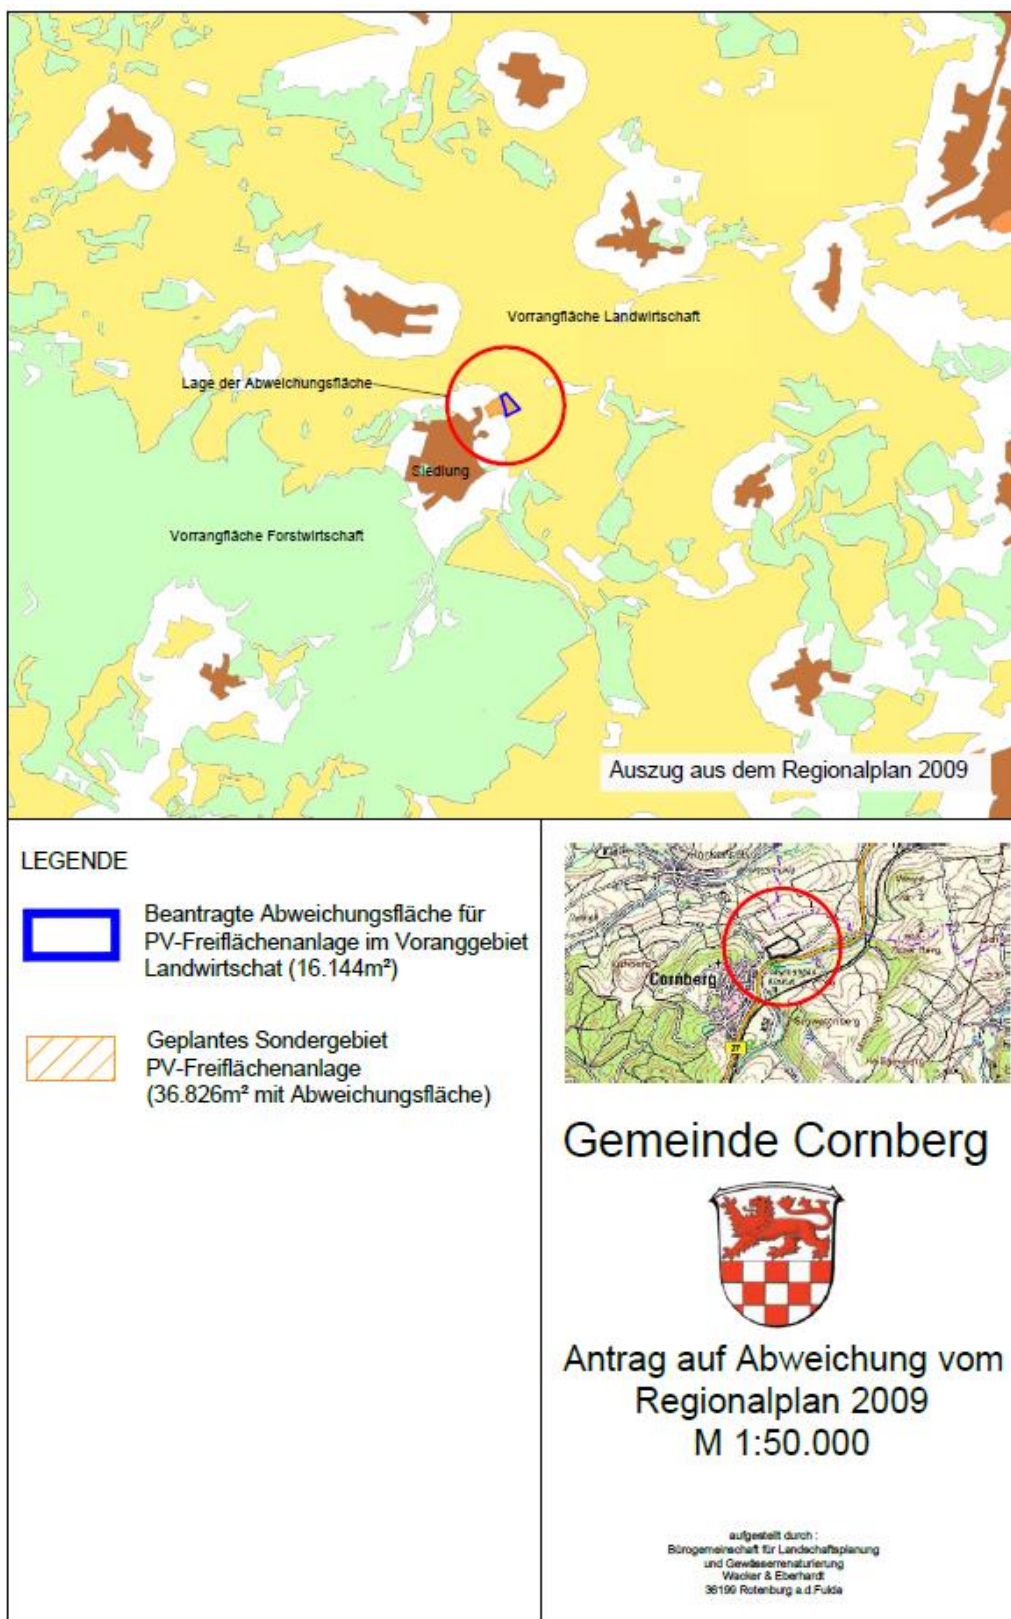 Vorrangfläche Landwirtschaft
Lage der Abweichungsfläche
Siedlung
Vorrangfläche Forstwirtschaft
Auszug aus dem Regionalplan 2009
LEGENDE
Beantragte Abweichungsfläche für
PV-Freiflächenanlage im Voranggebiet
Landwirtschat (16.144m²)
Geplantes Sondergebiet
PV-Freiflächenanlage
(36.826m² mit Abweichungsfläche)
Cornberg
27
Gemeinde Cornberg
Antrag auf Abweichung vom
Regionalplan 2009
M 1:50.000
aufgestellt durch :
Bürogemeinschaft für Landschaftsplanung
und Gewässerrenaturierung
Wacker & Eberhardt
36199 Rotenburg a.d.Fulda